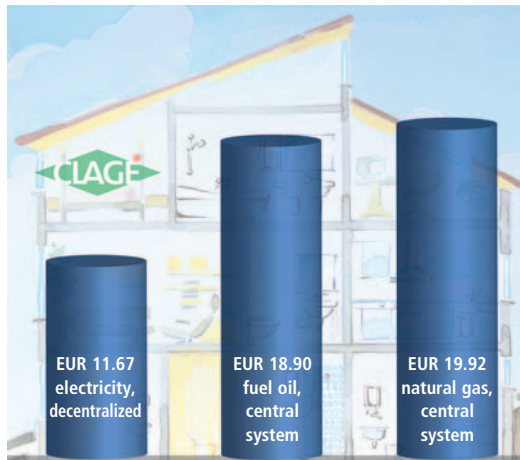 CLAGE
EUR 11.67
electricity,
decentralized
EUR 18.90
fuel oil,
central
system
EUR 19.92
natural gas,
central
system